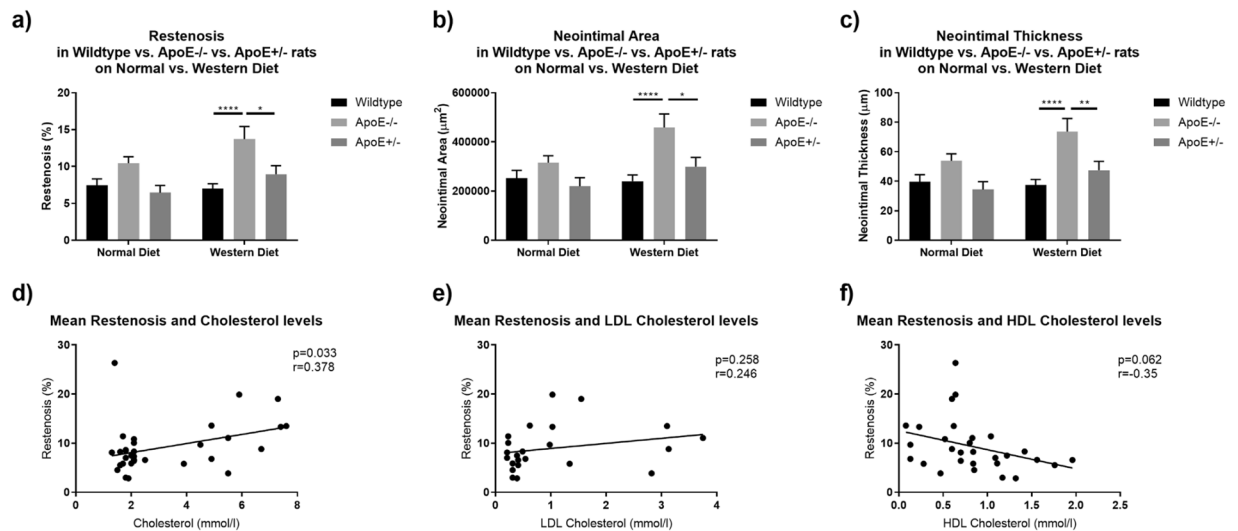 a)
Restenosis
in Wildtype vs. ApoE-/- vs. ApoE+/- rats
on Normal vs. Western Diet
Restenosis (%)
20
15
10
5
0
****
*
Normal Diet
Western Diet
Wildtype
ApoE-/-
ApoE+/-
b)
Neointimal Area
in Wildtype vs. ApoE-/- vs. ApoE+/- rats
on Normal vs. Western Diet
Neointimal Area (μm²)
600000
400000
200000
0
****
*
Normal Diet
Western Diet
Wildtype
ApoE-/-
ApoE+/-
c)
Neointimal Thickness
in Wildtype vs. ApoE-/- vs. ApoE+/- rats
on Normal vs. Western Diet
Neointimal Thickness (μm)
100
80
60
40
20
0
****
**
Normal Diet
Western Diet
Wildtype
ApoE-/-
ApoE+/-
d)
Mean Restenosis and Cholesterol levels
p=0.033
r=0.378
Restenosis (%)
30
20
10
0
0
2
4
6
8
Cholesterol (mmol/l)
e)
Mean Restenosis and LDL Cholesterol levels
p=0.258
r=0.246
Restenosis (%)
30
20
10
0
0
1
2
3
4
LDL Cholesterol (mmol/l)
f)
Mean Restenosis and HDL Cholesterol levels
p=0.062
r=-0.35
Restenosis (%)
30
20
10
0
0.0
0.5
1.0
1.5
2.0
2.5
HDL Cholesterol (mmol/l)